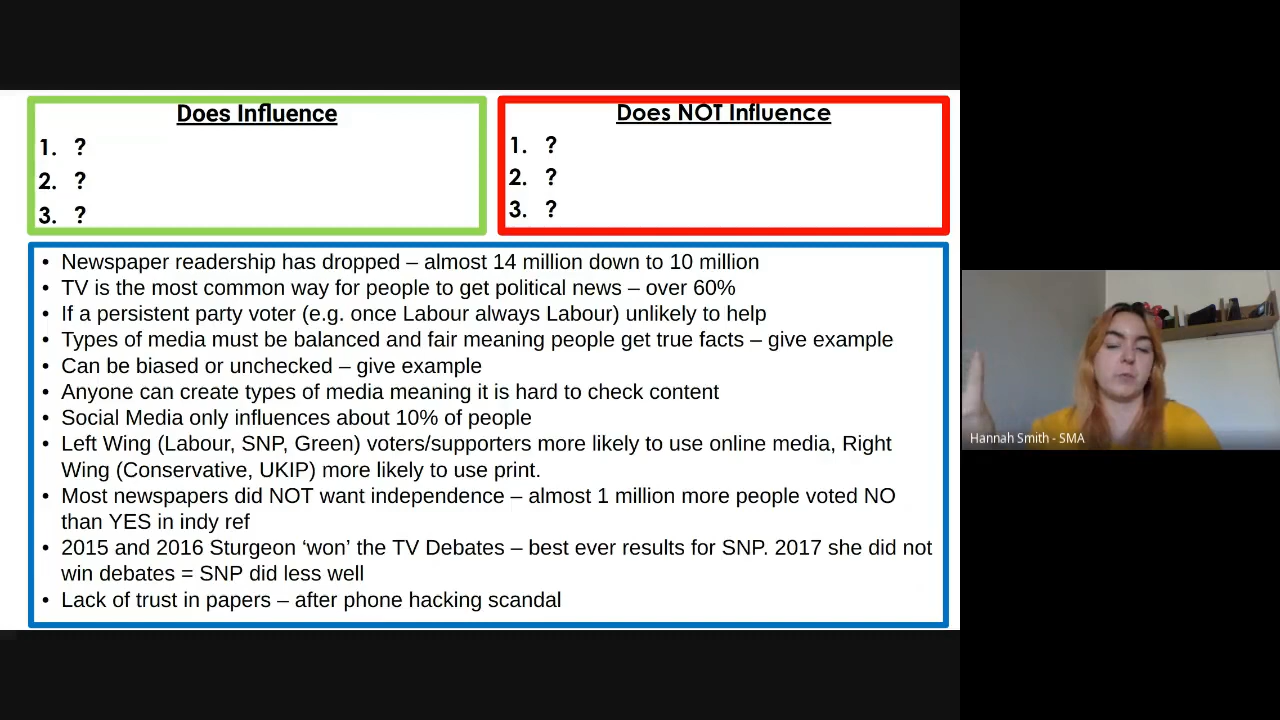 Does Influence
1. ?
2. ?
3. ?
Does NOT Influence
1. ?
2. ?
3. ?
• Newspaper readership has dropped – almost 14 million down to 10 million
• TV is the most common way for people to get political news – over 60%
• If a persistent party voter (e.g. once Labour always Labour) unlikely to help
• Types of media must be balanced and fair meaning people get true facts – give example
• Can be biased or unchecked – give example
• Anyone can create types of media meaning it is hard to check content
• Social Media only influences about 10% of people
• Left Wing (Labour, SNP, Green) voters/supporters more likely to use online media, Right
Wing (Conservative, UKIP) more likely to use print.
• Most newspapers did NOT want independence – almost 1 million more people voted NO
than YES in indy ref
• 2015 and 2016 Sturgeon ‘won’ the TV Debates – best ever results for SNP. 2017 she did not
win debates = SNP did less well
• Lack of trust in papers – after phone hacking scandal
Hannah Smith - SMA